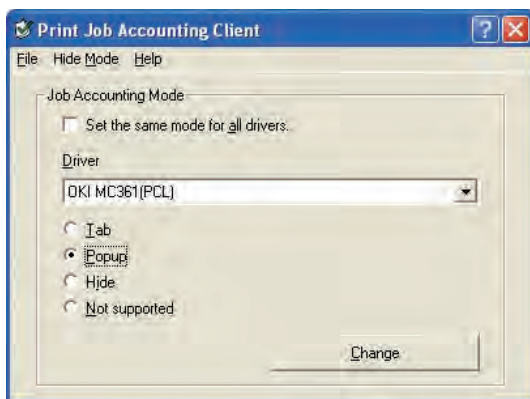 Print Job Accounting Client
File Hide Mode Help
Job Accounting Mode
Set the same mode for all drivers.
Driver
OKI MC361(PCL)
Tab
Popup
Hide
Not supported
Change